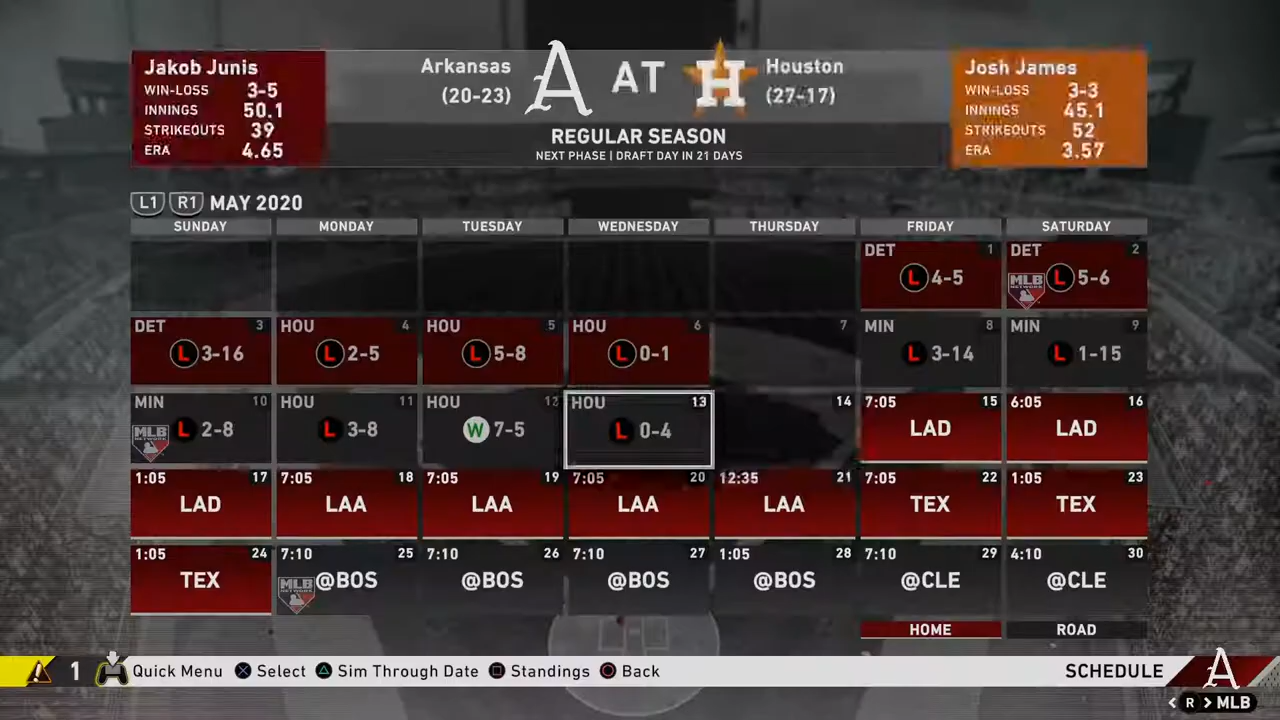 Jakob Junis
WIN-LOSS 3-5
INNINGS 50.1
STRIKEOUTS 39
ERA 4.65
Arkansas
(20-23)
A AT H
Houston
(27-17)
REGULAR SEASON
NEXT PHASE | DRAFT DAY IN 21 DAYS
Josh James
WIN-LOSS 3-3
INNINGS 45.1
STRIKEOUTS 52
ERA 3.57
L1 R1 MAY 2020
SUNDAY MONDAY TUESDAY WEDNESDAY THURSDAY FRIDAY SATURDAY
DET 1 DET 2
L 4-5 MLB NETWORK L 5-6
DET 3 HOU 4 HOU 5 HOU 6 7 MIN 8 MIN 9
L 3-16 L 2-5 L 5-8 L 0-1 L 3-14 L 1-15
MIN 10 HOU 11 HOU 12 HOU 13 14 7:05 15 6:05 16
MLB NETWORK L 2-8 L 3-8 W 7-5 L 0-4 LAD LAD
1:05 17 7:05 18 7:05 19 7:05 20 12:35 21 7:05 22 1:05 23
LAD LAA LAA LAA LAA TEX TEX
1:05 24 7:10 25 7:10 26 7:10 27 1:05 28 7:10 29 4:10 30
TEX MLB NETWORK @BOS @BOS @BOS @BOS @CLE @CLE
HOME ROAD
1 Quick Menu Select Sim Through Date Standings Back SCHEDULE A
< R > MLB